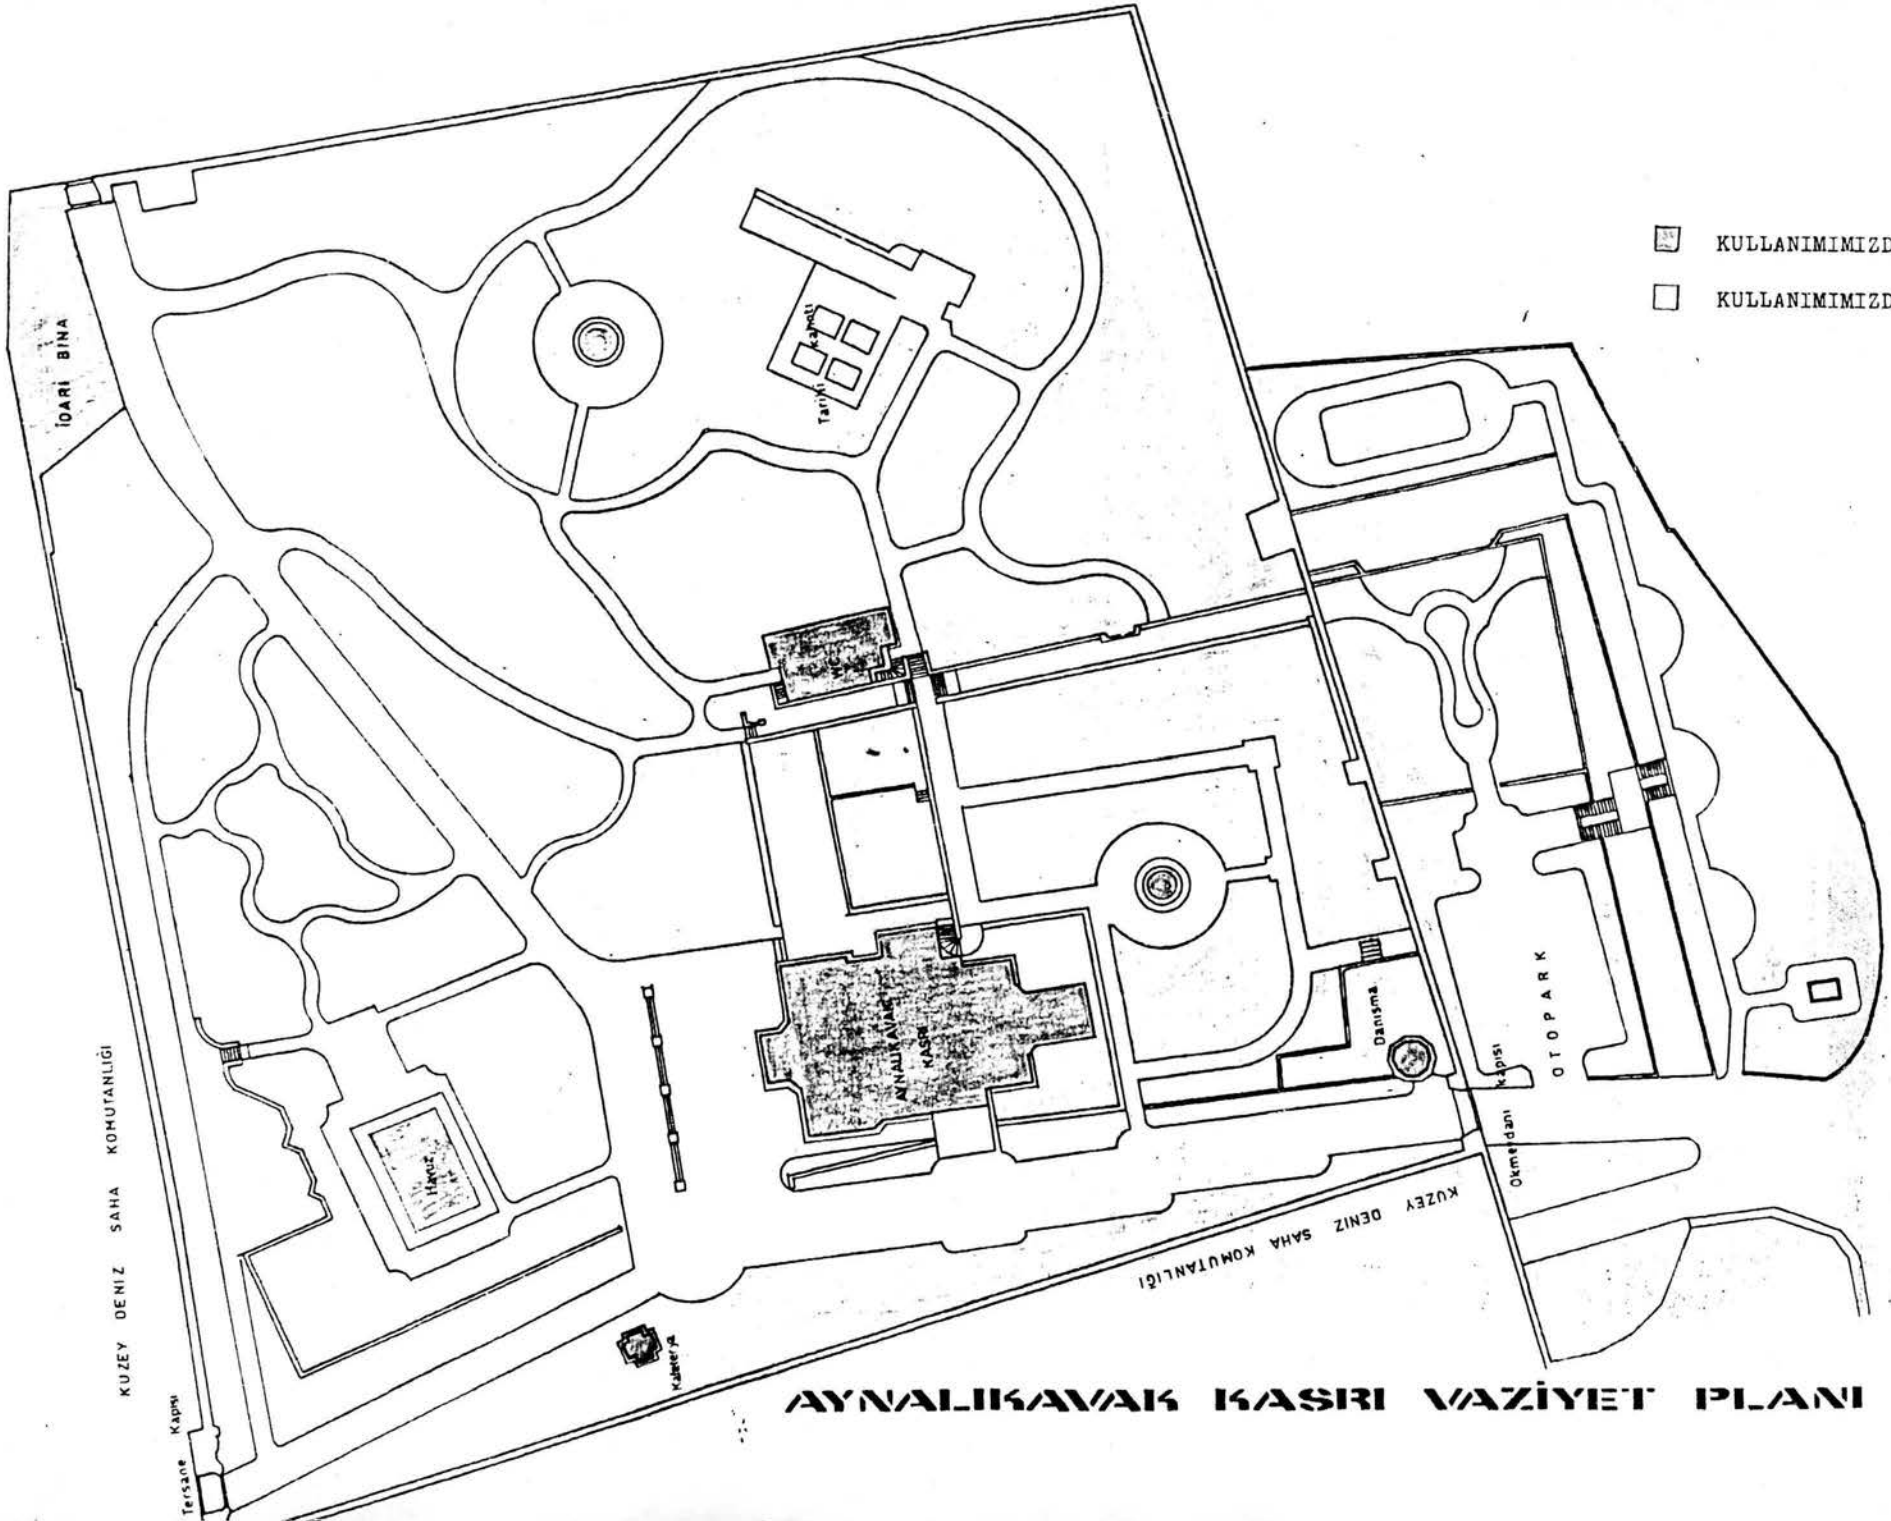 KULLANIMIMIZD
KULLANIMIMIZD
İDARİ BİNA
Tarihi kalıntı
WC
AYNALIKAVAK
KASRI
Danışma
OTOPARK
Okmeydanı kapısı
Havuz
KUZEY DENİZ SAHA KOMUTANLIĞI
KUZEY DENİZ SAHA KOMUTANLIĞI
Kafeterya
Tersane Kapısı
AYNALIKAVAK KASRI VAZİYET PLANI